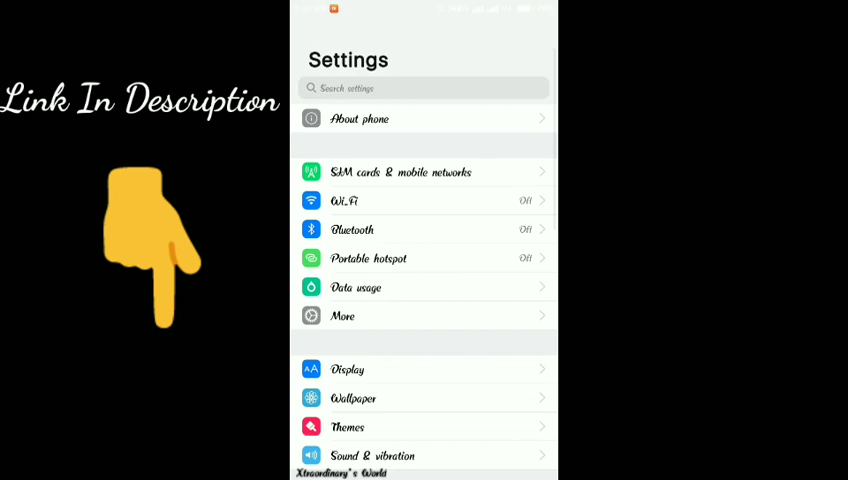 Settings
Search settings
About phone
SIM cards & mobile networks
Wi-Fi Off
Bluetooth Off
Portable hotspot Off
Data usage
More
Display
Wallpaper
Themes
Sound & vibration
Xtraordinary's World
Link In Description